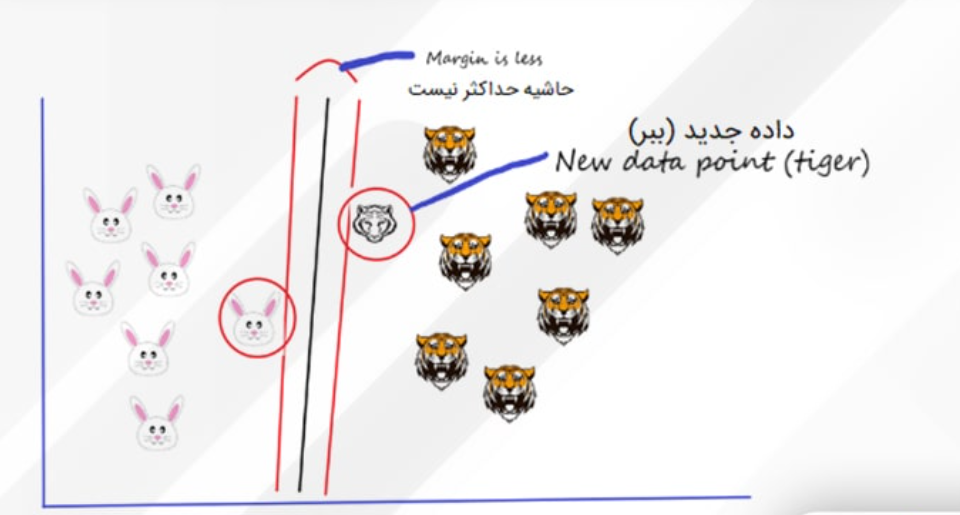 Margin is less
حاشیه حداکثر نیست
داده جدید (ببر)
New data point (tiger)